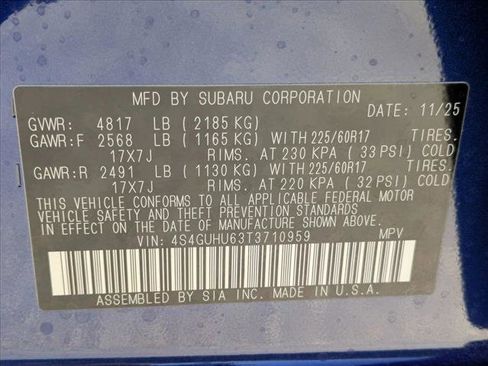 MFD BY SUBARU CORPORATION
DATE: 11/25
GVWR: 4817 LB ( 2185 KG)
GAWR:F 2568 LB ( 1165 KG) WITH 225/60R17 TIRES.
17X7J RIMS. AT 230 KPA ( 33 PSI) COLD
GAWR:R 2491 LB ( 1130 KG) WITH 225/60R17 TIRES.
17X7J RIMS. AT 220 KPA ( 32 PSI) COLD
THIS VEHICLE CONFORMS TO ALL APPLICABLE FEDERAL MOTOR
VEHICLE SAFETY AND THEFT PREVENTION STANDARDS
IN EFFECT ON THE DATE OF MANUFACTURE SHOWN ABOVE.
VIN: 4S4GUHU63T3710959 MPV
ASSEMBLED BY SIA INC. MADE IN U.S.A.